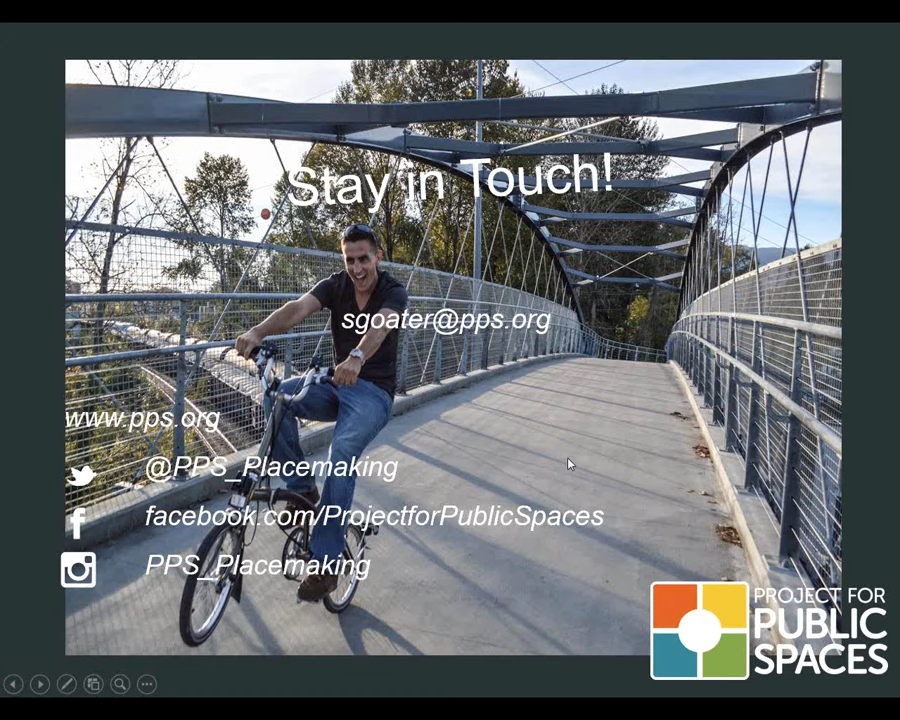 Stay in Touch!
sgoater@pps.org
www.pps.org
@PPS_Placemaking
facebook.com/ProjectforPublicSpaces
PPS_Placemaking
PROJECT FOR
PUBLIC
SPACES